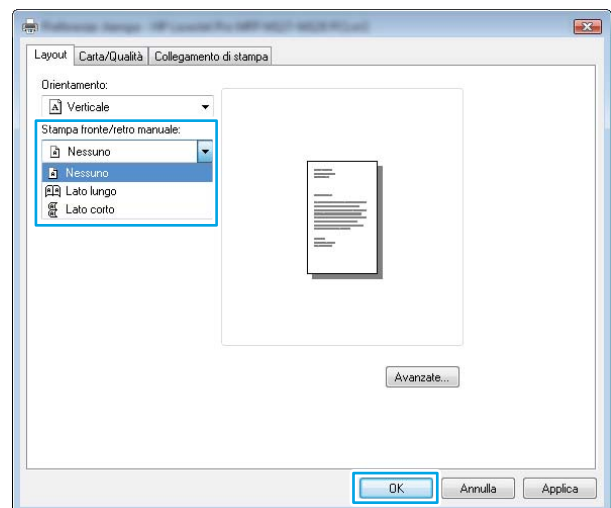 Layout Carta/Qualità Collegamento di stampa
Orientamento:
Verticale
Stampa fronte/retro manuale:
Nessuno
Nessuno
Lato lungo
Lato corto
Avanzate...
OK Annulla Applica